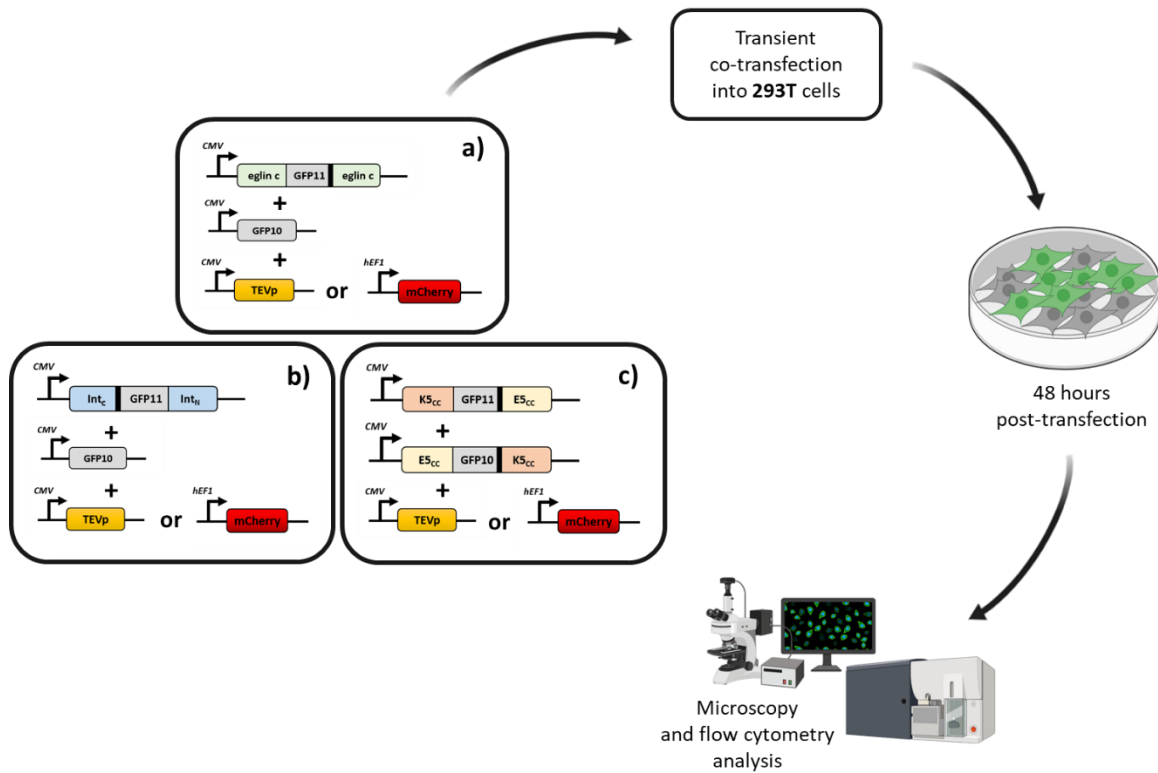 Transient
co-transfection
into 293T cells
a)
CMV
eglin c GFP11 eglin c
+
CMV
GFP10
+
CMV
TEVp
or
hEF1
mCherry
b)
CMV
Int_C GFP11 Int_N
+
CMV
GFP10
+
CMV
TEVp
or
hEF1
mCherry
c)
CMV
K5_CC GFP11 E5_CC
+
CMV
E5_CC GFP10 K5_CC
+
CMV
TEVp
or
hEF1
mCherry
48 hours
post-transfection
Microscopy
and flow cytometry
analysis